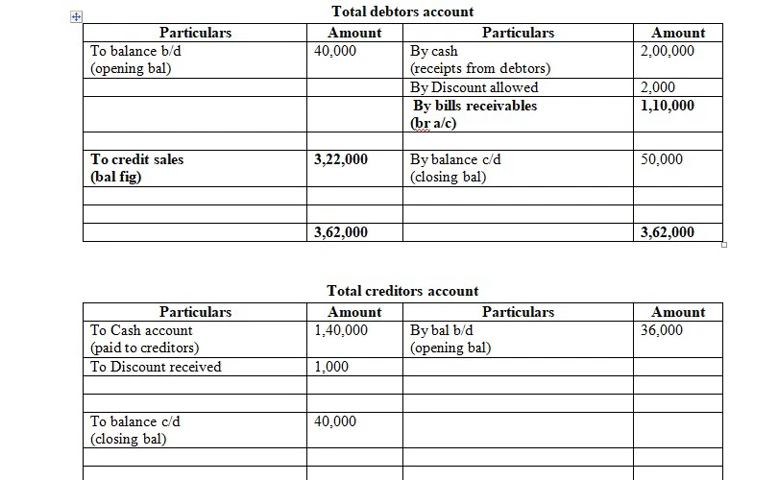 Total debtors account
Particulars Amount Particulars Amount
To balance b/d 40,000 By cash 2,00,000
(opening bal) (receipts from debtors)
By Discount allowed 2,000
By bills receivables 1,10,000
(br a/c)
To credit sales 3,22,000 By balance c/d 50,000
(bal fig) (closing bal)
3,62,000 3,62,000
Total creditors account
Particulars Amount Particulars Amount
To Cash account 1,40,000 By bal b/d 36,000
(paid to creditors) (opening bal)
To Discount received 1,000
To balance c/d 40,000
(closing bal)